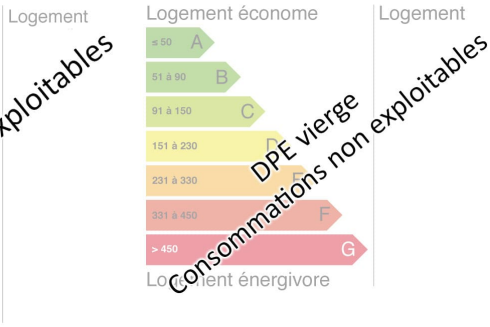 Logement
xploitables
Logement économe
≤ 50 A
51 à 90 B
91 à 150 C
151 à 230 D
231 à 330 E
331 à 450 F
> 450 G
Logement énergivore
DPE vierge
Consommations non exploitables
Logement